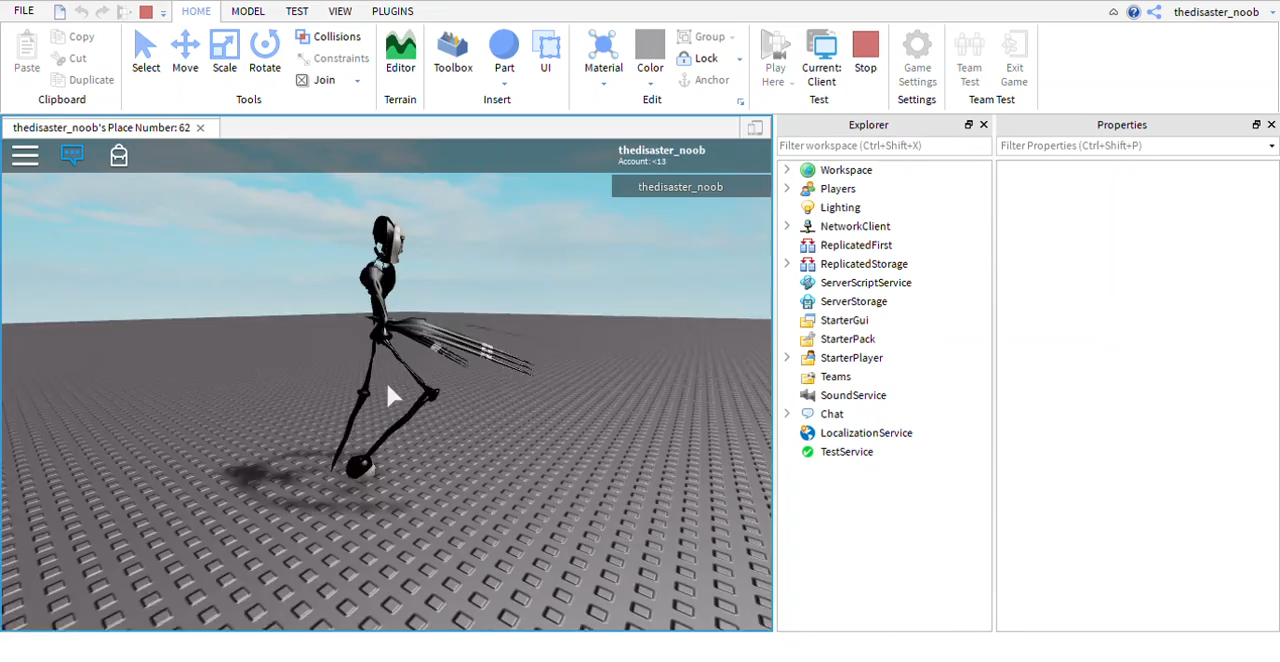 FILE HOME MODEL TEST VIEW PLUGINS thedisaster_noob
Paste Copy Cut Duplicate
Clipboard
Select Move Scale Rotate Collisions Constraints Join
Tools
Editor
Terrain
Toolbox Part UI
Insert
Material Color Group Lock Anchor
Edit
Play Here Current: Client Stop
Test
Game Settings
Settings
Team Test Exit Game
Team Test
thedisaster_noob's Place Number: 62
thedisaster_noob
Account: <13
thedisaster_noob
Explorer
Filter workspace (Ctrl+Shift+X)
Workspace
Players
Lighting
NetworkClient
ReplicatedFirst
ReplicatedStorage
ServerScriptService
ServerStorage
StarterGui
StarterPack
StarterPlayer
Teams
SoundService
Chat
LocalizationService
TestService
Properties
Filter Properties (Ctrl+Shift+P)